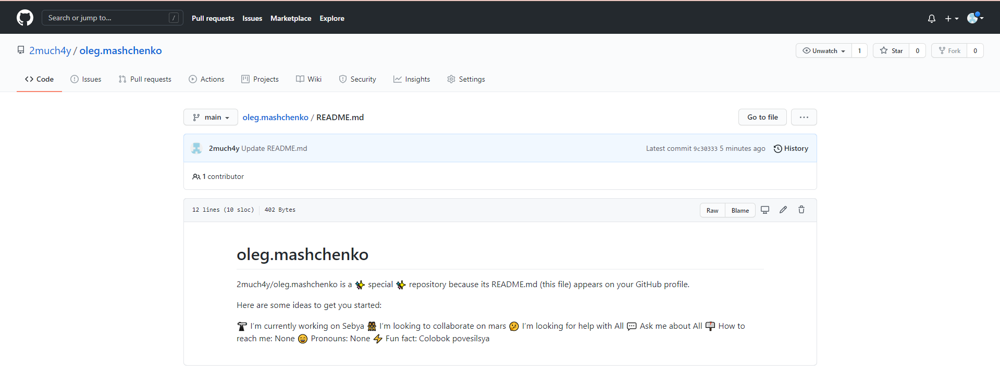 Search or jump to... / Pull requests Issues Marketplace Explore
2much4y / oleg.mashchenko Unwatch 1 Star 0 Fork 0
Code Issues Pull requests Actions Projects Wiki Security Insights Settings
main oleg.mashchenko / README.md Go to file ...
2much4y Update README.md Latest commit 9c30333 5 minutes ago History
1 contributor
12 lines (10 sloc) 402 Bytes Raw Blame
oleg.mashchenko
2much4y/oleg.mashchenko is a ✨ special ✨ repository because its README.md (this file) appears on your GitHub profile.
Here are some ideas to get you started:
🔭 I'm currently working on Sebya 👯 I'm looking to collaborate on mars 🤔 I'm looking for help with All 💬 Ask me about All 📫 How to
reach me: None 😄 Pronouns: None ⚡ Fun fact: Colobok povesilsya